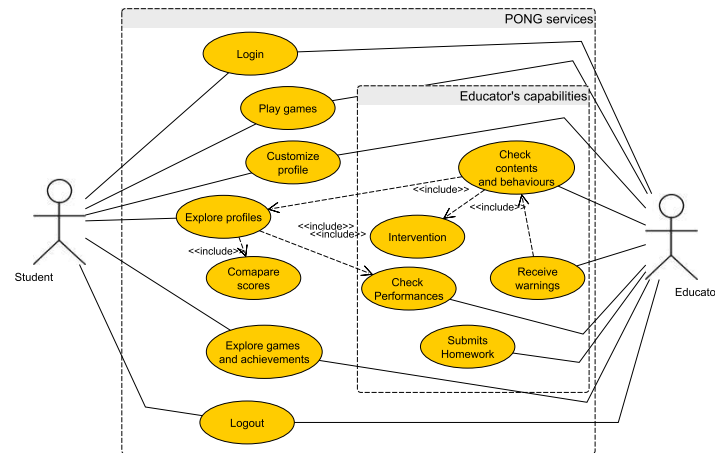 PONG services
Login
Play games
Educator's capabilities
Customize
profile
Check
contents
and behaviours
<<include>>
<<include>>
Explore profiles
<<include>>
<<include>>
Intervention
<<include>>
Student
Comapare
scores
Check
Performances
Receive
warnings
Educator
Explore games
and achievements
Submits
Homework
Logout